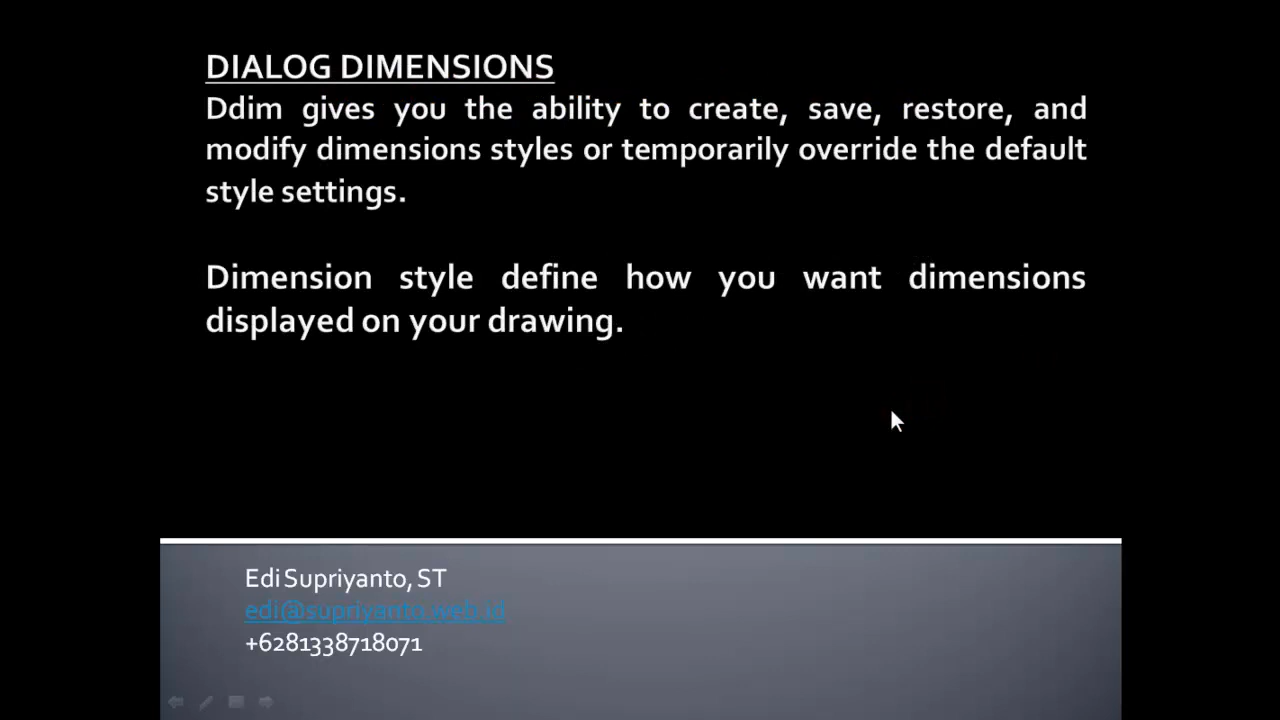 DIALOG DIMENSIONS
Ddim gives you the ability to create, save, restore, and
modify dimensions styles or temporarily override the default
style settings.
Dimension style define how you want dimensions
displayed on your drawing.
Edi Supriyanto, ST
edi@supriyanto.web.id
+6281338718071